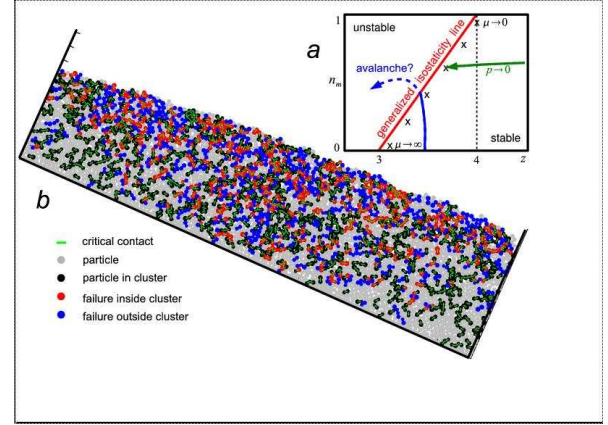 a
1
unstable
μ→0
avalanche?
generalized isostaticity line
p→0
n_m
stable
0
μ→∞
3
4
z
b
critical contact
particle
particle in cluster
failure inside cluster
failure outside cluster